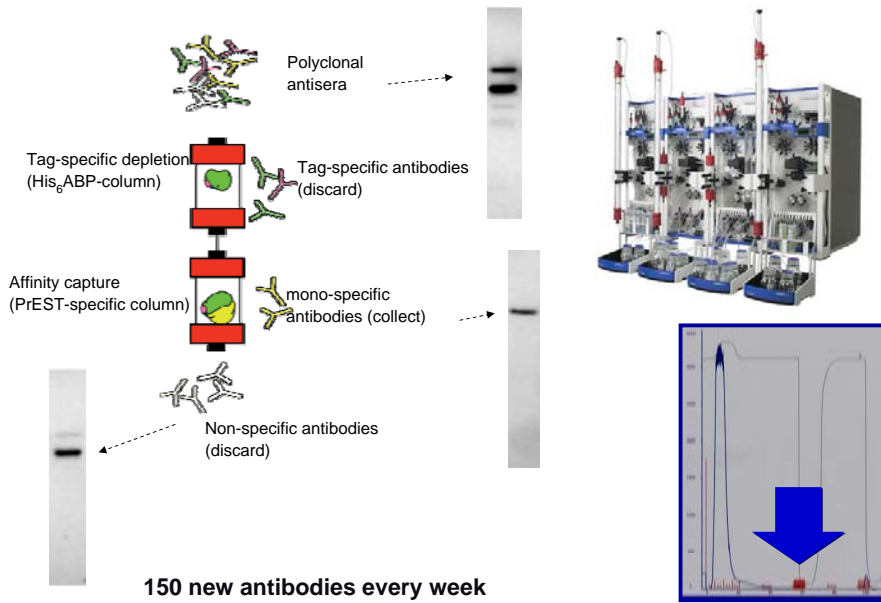 Polyclonal
antisera
Tag-specific depletion
(His₆ABP-column)
Tag-specific antibodies
(discard)
Affinity capture
(PrEST-specific column)
mono-specific
antibodies (collect)
Non-specific antibodies
(discard)
150 new antibodies every week